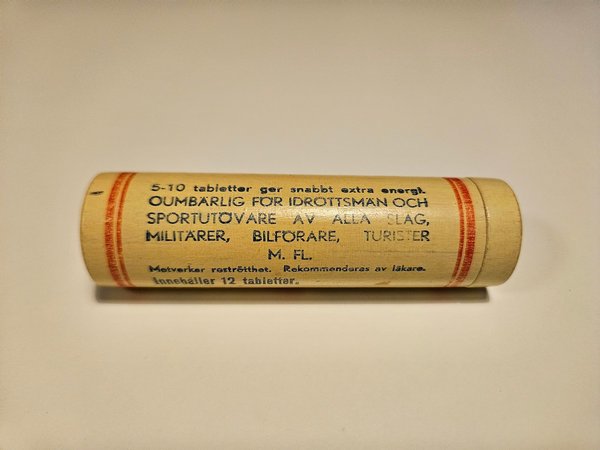 5-10 tabletter ger snabbt extra energi.
OUMBÄRLIG FÖR IDROTTSMÄN OCH
SPORTUTÖVARE AV ALLA SLAG,
MILITÄRER, BILFÖRARE, TURISTER
M. FL.
Motverkar roströtthet. Rekommenderas av läkare.
Innehåller 12 tabletter.